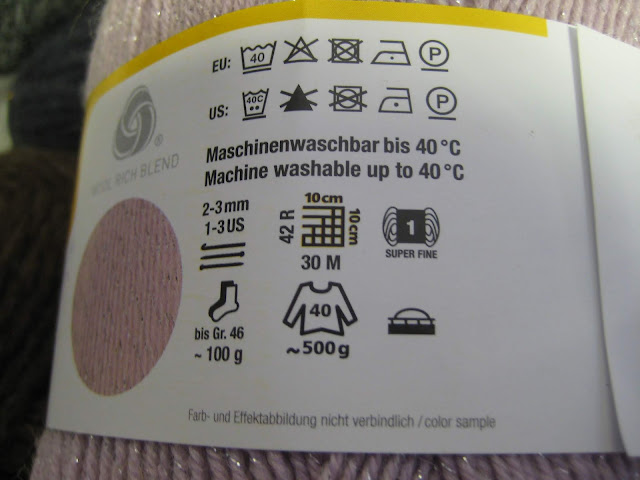 EU: 40 P
US: 40C P
Maschinenwaschbar bis 40 °C
Machine washable up to 40 °C
® WOOL RICH BLEND
2-3 mm
1-3 US
10cm
42 R
10cm
30 M
1
SUPER FINE
bis Gr. 46
~ 100 g
40
~500 g
Farb- und Effektabbildung nicht verbindlich / color sample